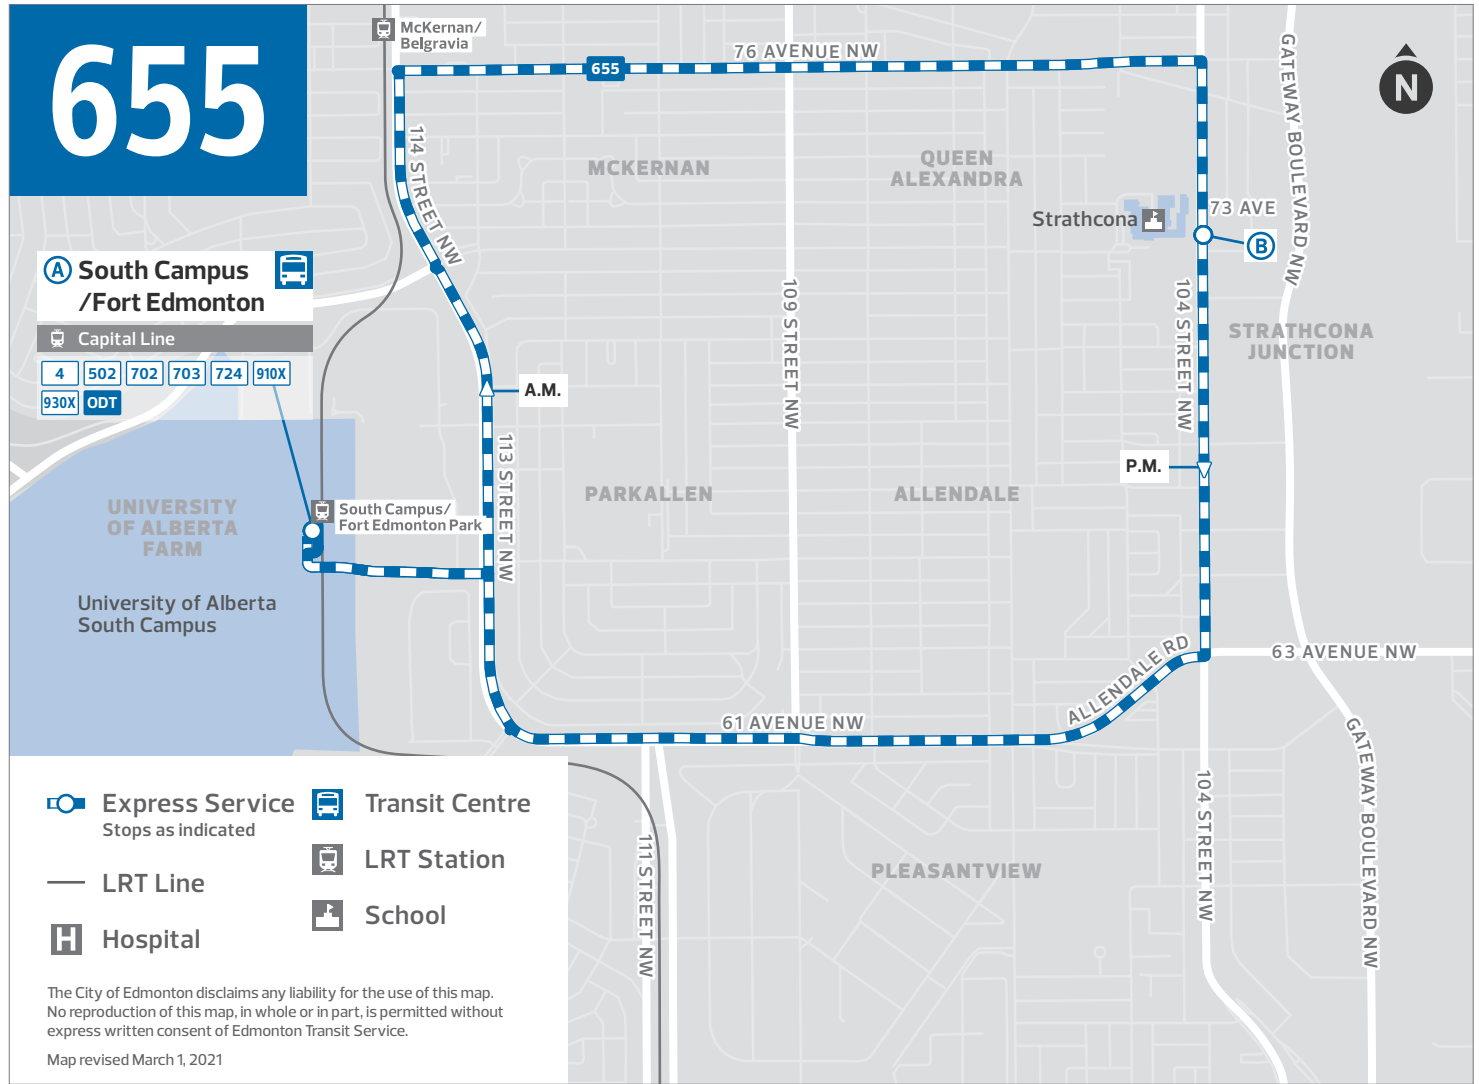 655
McKernan/
Belgravia
76 AVENUE NW
655
N
GATEWAY BOULEVARD NW
114 STREET NW
MCKERNAN
QUEEN
ALEXANDRA
Strathcona
73 AVE
B
A South Campus
/Fort Edmonton
Capital Line
4 502 702 703 724 910X
930X ODT
109 STREET NW
104 STREET NW
STRATHCONA
JUNCTION
A.M.
113 STREET NW
P.M.
UNIVERSITY
OF ALBERTA
FARM
South Campus/
Fort Edmonton Park
PARKALLEN
ALLENDALE
University of Alberta
South Campus
ALLENDALE RD
63 AVENUE NW
61 AVENUE NW
GATEWAY BOULEVARD NW
104 STREET NW
111 STREET NW
PLEASANTVIEW
Express Service
Stops as indicated
LRT Line
H Hospital
Transit Centre
LRT Station
School
The City of Edmonton disclaims any liability for the use of this map.
No reproduction of this map, in whole or in part, is permitted without
express written consent of Edmonton Transit Service.
Map revised March 1, 2021